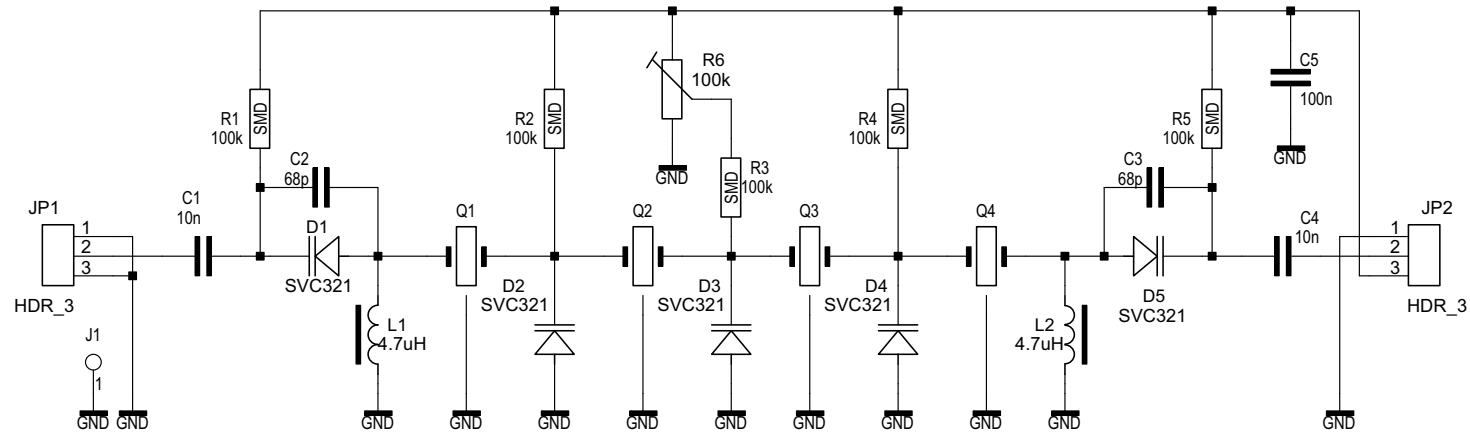 R6
100k
C5
100n
R1
100k
SMD
R2
100k
SMD
R4
100k
SMD
R5
100k
SMD
GND
GND
C2
68p
R3
100k
SMD
C3
68p
JP1
1
2
3
HDR_3
C1
10n
D1
SVC321
Q1
Q2
Q3
Q4
C4
10n
JP2
1
2
3
HDR_3
D2
SVC321
D3
SVC321
D4
SVC321
D5
SVC321
J1
1
L1
4.7uH
L2
4.7uH
GND
GND
GND
GND
GND
GND
GND
GND
GND
GND
GND
GND